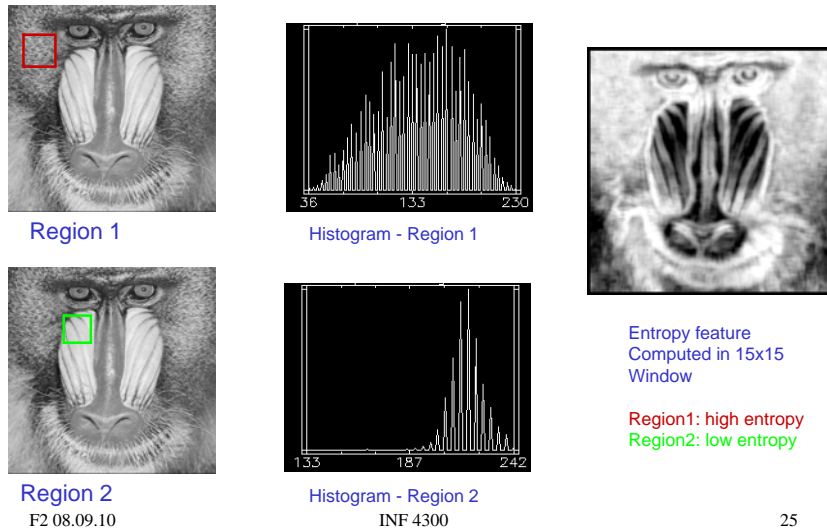 36 133 230
Region 1
Histogram - Region 1
133 187 242
Region 2
Histogram - Region 2
Entropy feature
Computed in 15x15
Window
Region1: high entropy
Region2: low entropy
F2 08.09.10 INF 4300 25